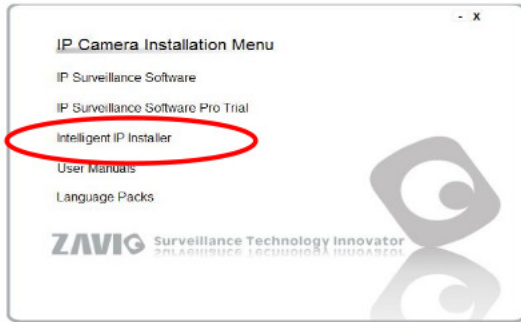 - X
IP Camera Installation Menu
IP Surveillance Software
IP Surveillance Software Pro Trial
Intelligent IP Installer
User Manuals
Language Packs
ZAVIO Surveillance Technology Innovator